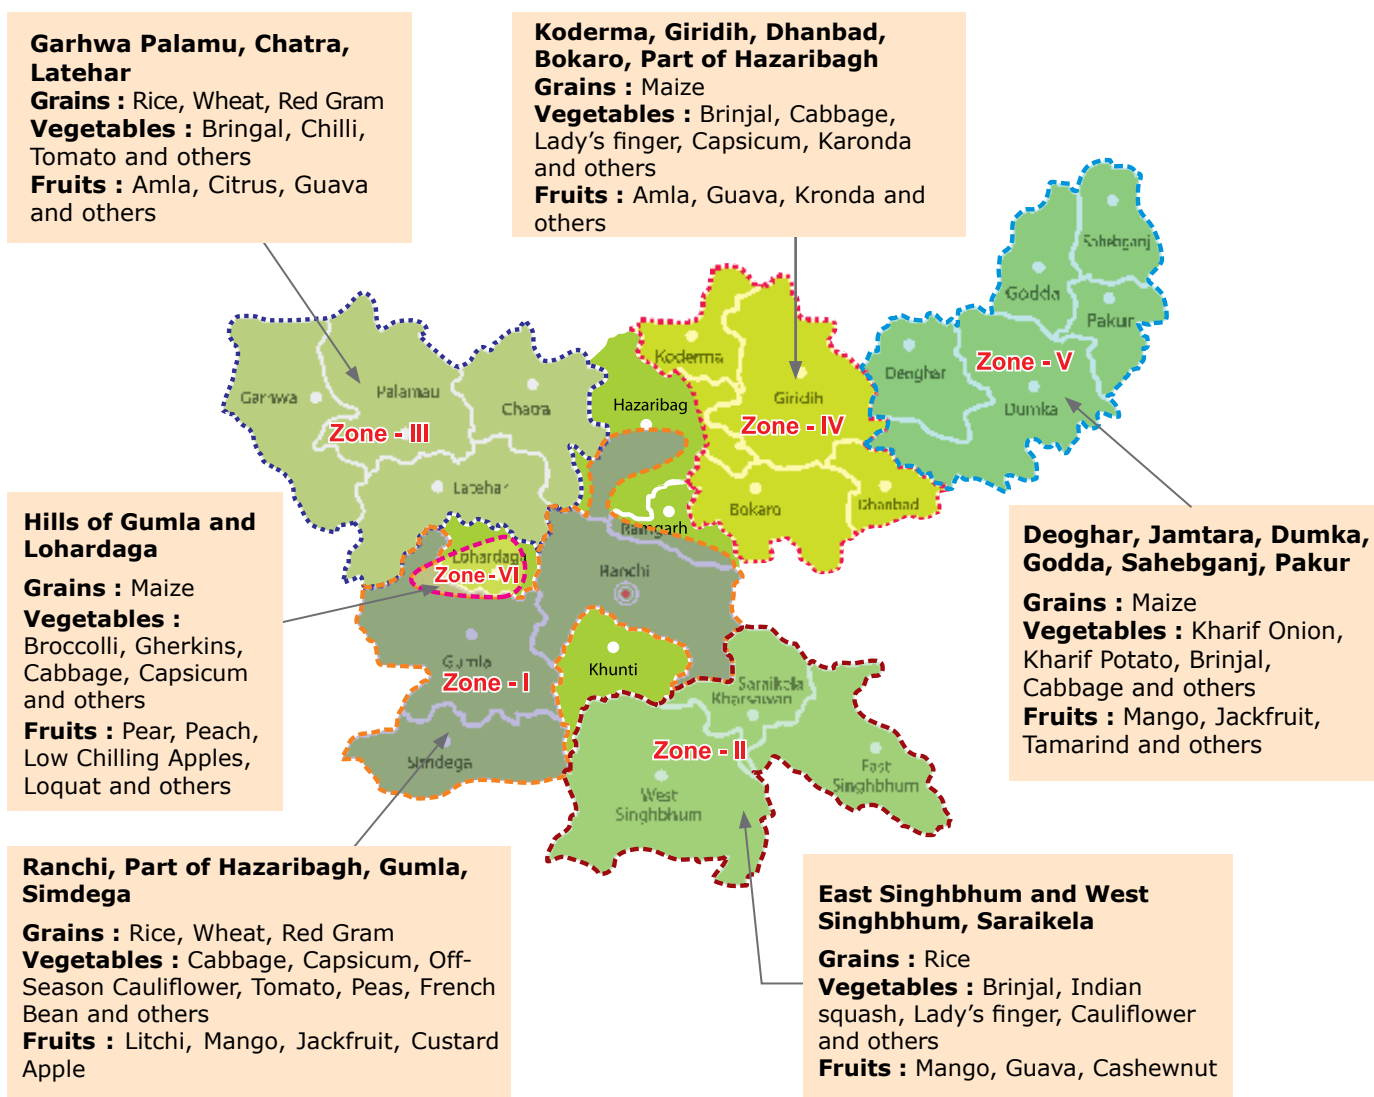 Garhwa Palamu, Chatra,
Latehar
Grains : Rice, Wheat, Red Gram
Vegetables : Bringal, Chilli,
Tomato and others
Fruits : Amla, Citrus, Guava
and others
Koderma, Giridih, Dhanbad,
Bokaro, Part of Hazaribagh
Grains : Maize
Vegetables : Brinjal, Cabbage,
Lady’s finger, Capsicum, Karonda
and others
Fruits : Amla, Guava, Kronda and
others
Sahebganj
Godda
Pakur
Zone - V
Deoghar
Dumka
Koderma
Giridih
Zone - IV
Bokaro
Dhanbad
Hazaribag
Ramgarh
Garhwa
Palamau
Chatra
Zone - III
Latehar
Lohardaga
Zone - VI
Ranchi
Khunti
Gumla
Zone - I
Simdega
Saraikela
Kharsawan
Zone - II
West
Singhbhum
East
Singhbhum
Hills of Gumla and
Lohardaga
Grains : Maize
Vegetables :
Broccolli, Gherkins,
Cabbage, Capsicum
and others
Fruits : Pear, Peach,
Low Chilling Apples,
Loquat and others
Deoghar, Jamtara, Dumka,
Godda, Sahebganj, Pakur
Grains : Maize
Vegetables : Kharif Onion,
Kharif Potato, Brinjal,
Cabbage and others
Fruits : Mango, Jackfruit,
Tamarind and others
Ranchi, Part of Hazaribagh, Gumla,
Simdega
Grains : Rice, Wheat, Red Gram
Vegetables : Cabbage, Capsicum, Off-
Season Cauliflower, Tomato, Peas, French
Bean and others
Fruits : Litchi, Mango, Jackfruit, Custard
Apple
East Singhbhum and West
Singhbhum, Saraikela
Grains : Rice
Vegetables : Brinjal, Indian
squash, Lady’s finger, Cauliflower
and others
Fruits : Mango, Guava, Cashewnut